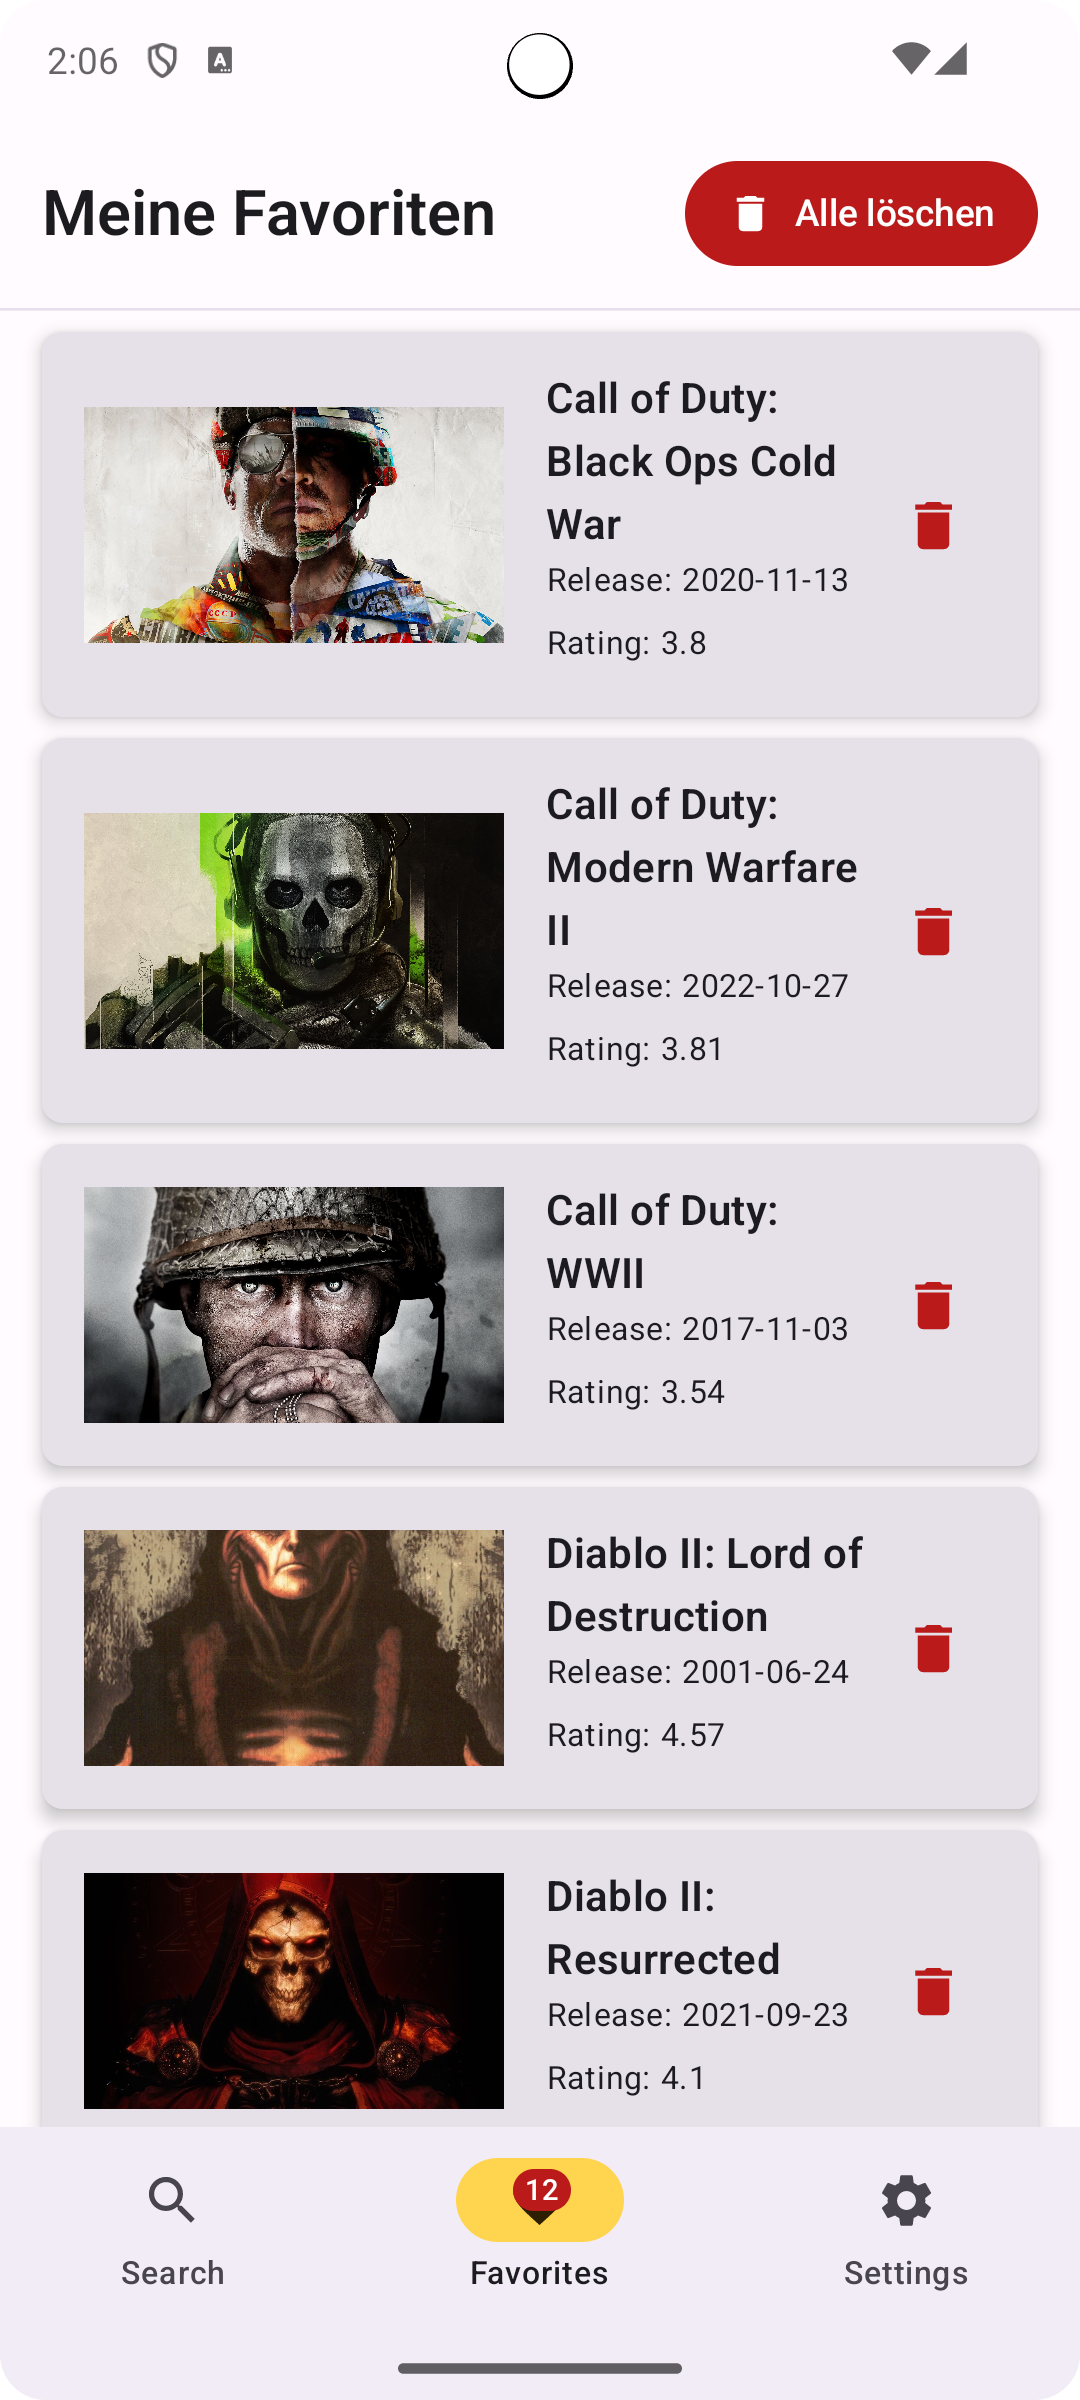 2:06
Meine Favoriten
Alle löschen
Call of Duty:
Black Ops Cold
War
Release: 2020-11-13
Rating: 3.8
Call of Duty:
Modern Warfare
II
Release: 2022-10-27
Rating: 3.81
Call of Duty:
WWII
Release: 2017-11-03
Rating: 3.54
Diablo II: Lord of
Destruction
Release: 2001-06-24
Rating: 4.57
Diablo II:
Resurrected
Release: 2021-09-23
Rating: 4.1
12
Search
Favorites
Settings